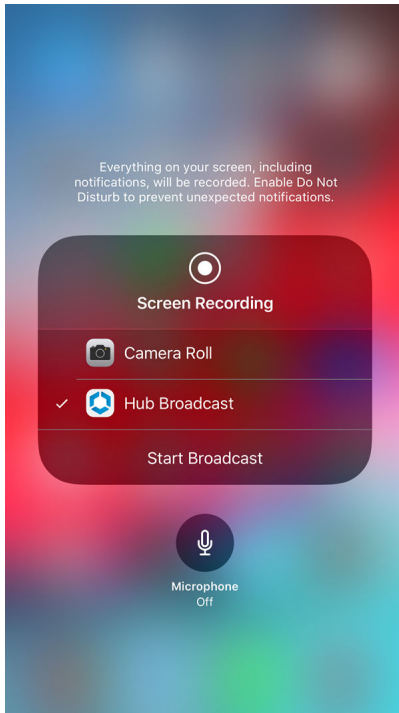 Everything on your screen, including
notifications, will be recorded. Enable Do Not
Disturb to prevent unexpected notifications.
Screen Recording
Camera Roll
Hub Broadcast
Start Broadcast
Microphone
Off